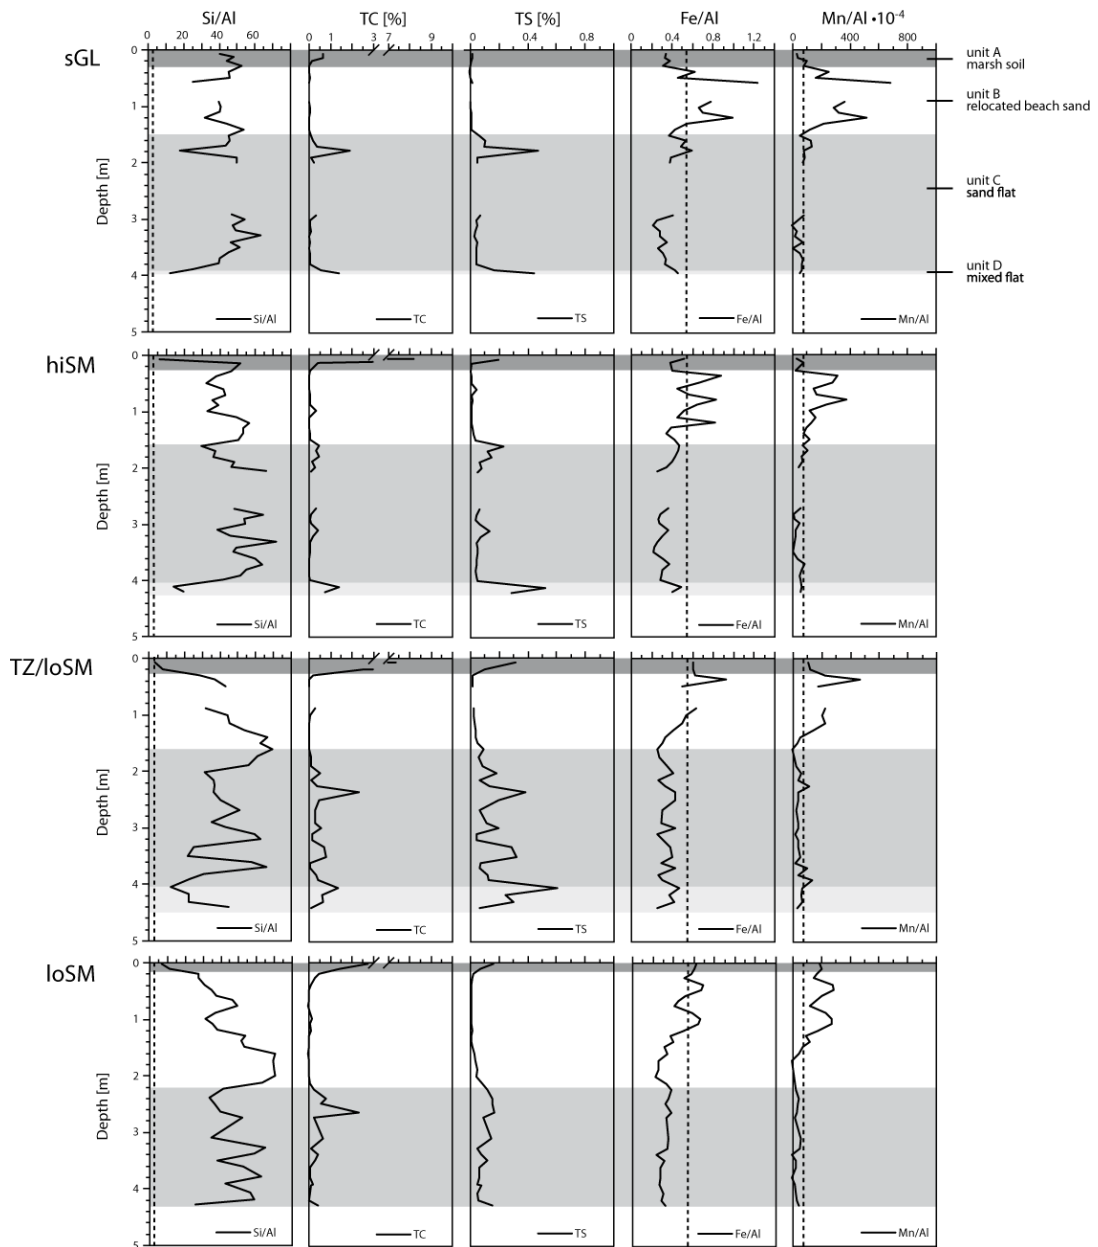 Si/Al TC [%] TS [%] Fe/Al Mn/Al •10-4
0 20 40 60 0 1 3 7 9 0 0.2 0.4 0.6 0 0.4 0.8 1.2 0 400 800
sGL
0
1
2
3
4
5
Depth [m]
unit A
marsh soil
unit B
relocated beach sand
unit C
sand flat
unit D
mixed flat
Si/Al TC TS Fe/Al Mn/Al
hiSM
0
1
2
3
4
5
Depth [m]
Si/Al TC TS Fe/Al Mn/Al
TZ/loSM
0
1
2
3
4
5
Depth [m]
Si/Al TC TS Fe/Al Mn/Al
loSM
0
1
2
3
4
5
Depth [m]
Si/Al TC TS Fe/Al Mn/Al